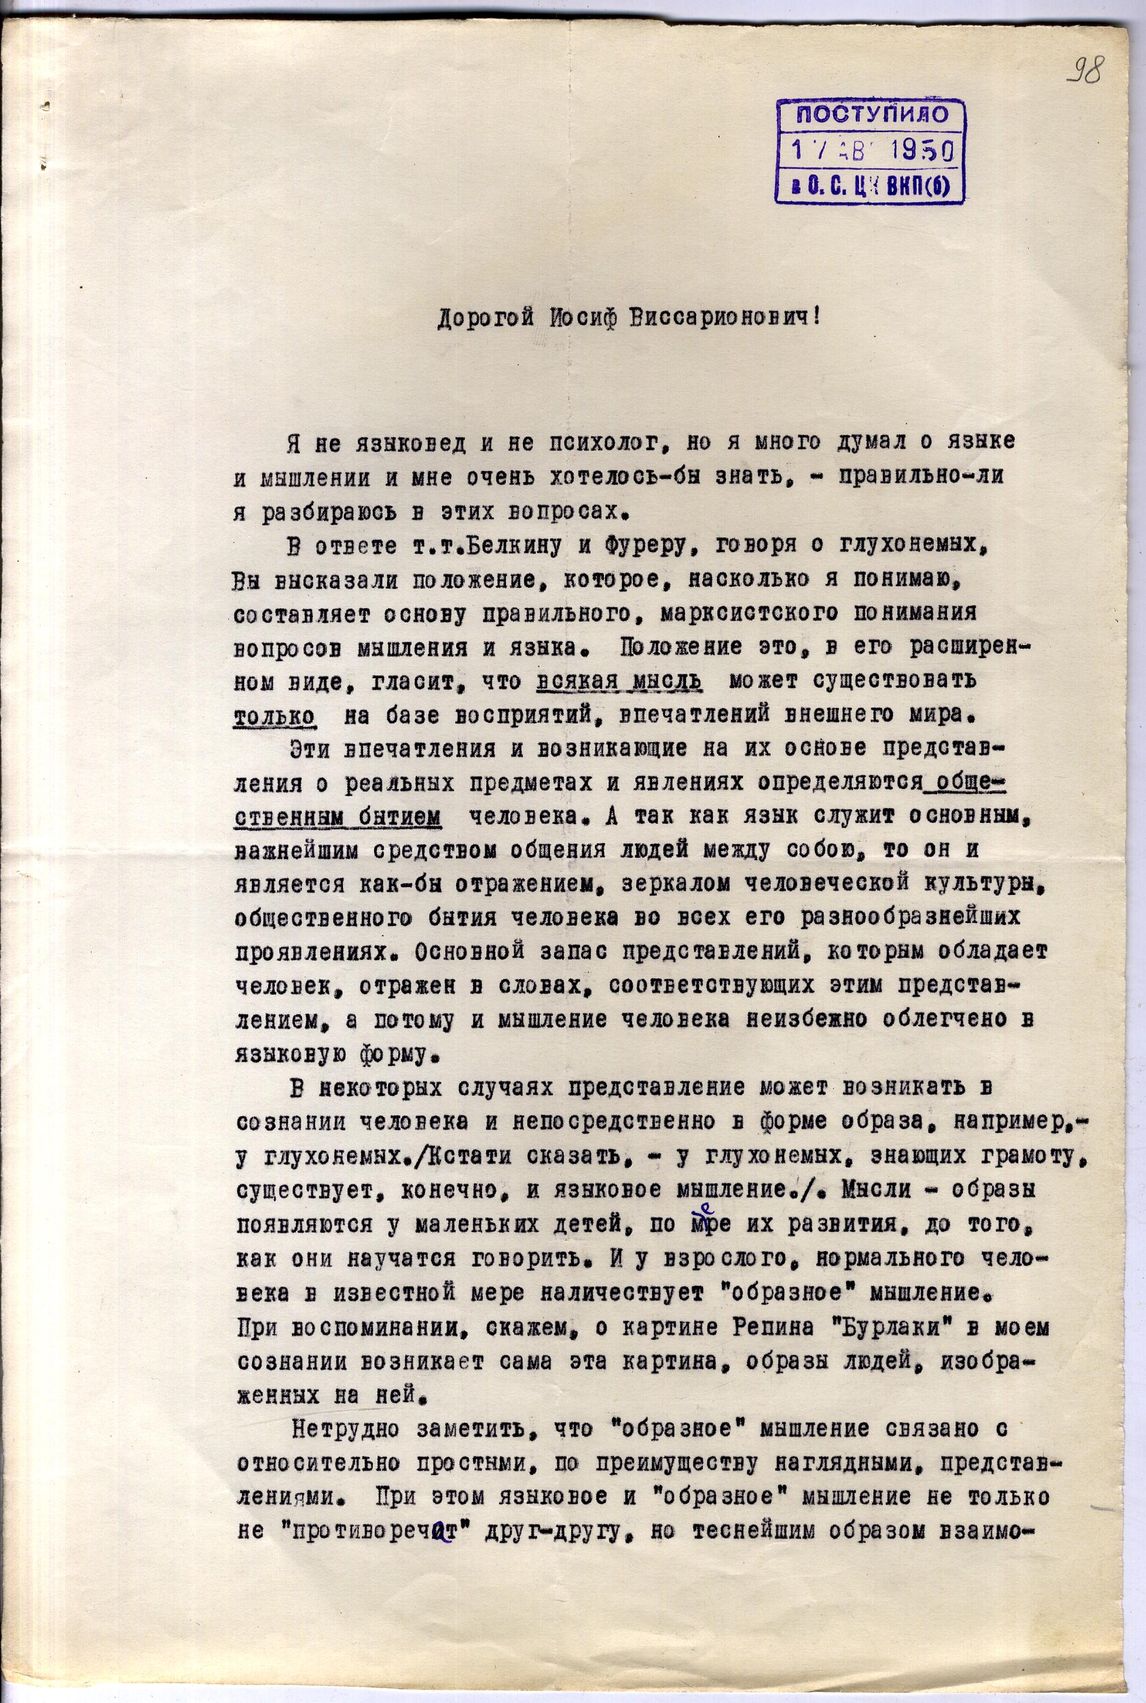 98
ПОСТУПИЛО
17 АВ 1950
в О. С. ЦК ВКП(б)
Дорогой Иосиф Виссарионович!
Я не языковед и не психолог, но я много думал о языке
и мышлении и мне очень хотелось-бы знать, - правильно-ли
я разбираюсь в этих вопросах.
В ответе т.т.Белкину и Фуреру, говоря о глухонемых,
Вы высказали положение, которое, насколько я понимаю,
составляет основу правильного, марксистского понимания
вопросов мышления и языка. Положение это, в его расширен-
ном виде, гласит, что всякая мысль может существовать
только на базе восприятий, впечатлений внешнего мира.
Эти впечатления и возникающие на их основе представ-
ления о реальных предметах и явлениях определяются обще-
ственным бытием человека. А так как язык служит основным,
важнейшим средством общения людей между собою, то он и
является как-бы отражением, зеркалом человеческой культуры,
общественного бытия человека во всех его разнообразнейших
проявлениях. Основной запас представлений, которым обладает
человек, отражен в словах, соответствующих этим представ-
лением, а потому и мышление человека неизбежно облегчено в
языковую форму.
В некоторых случаях представление может возникать в
сознании человека и непосредственно в форме образа, например,-
у глухонемых./Кстати сказать, - у глухонемых, знающих грамоту,
существует, конечно, и языковое мышление./. Мысли - образы
появляются у маленьких детей, по мере их развития, до того,
как они научатся говорить. И у взрослого, нормального чело-
века в известной мере наличествует "образное" мышление.
При воспоминании, скажем, о картине Репина "Бурлаки" в моем
сознании возникает сама эта картина, образы людей, изобра-
женных на ней.
Нетрудно заметить, что "образное" мышление связано с
относительно простыми, по преимуществу наглядными, представ-
лениями. При этом языковое и "образное" мышление не только
не "противоречат" друг-другу, но теснейшим образом взаимо-